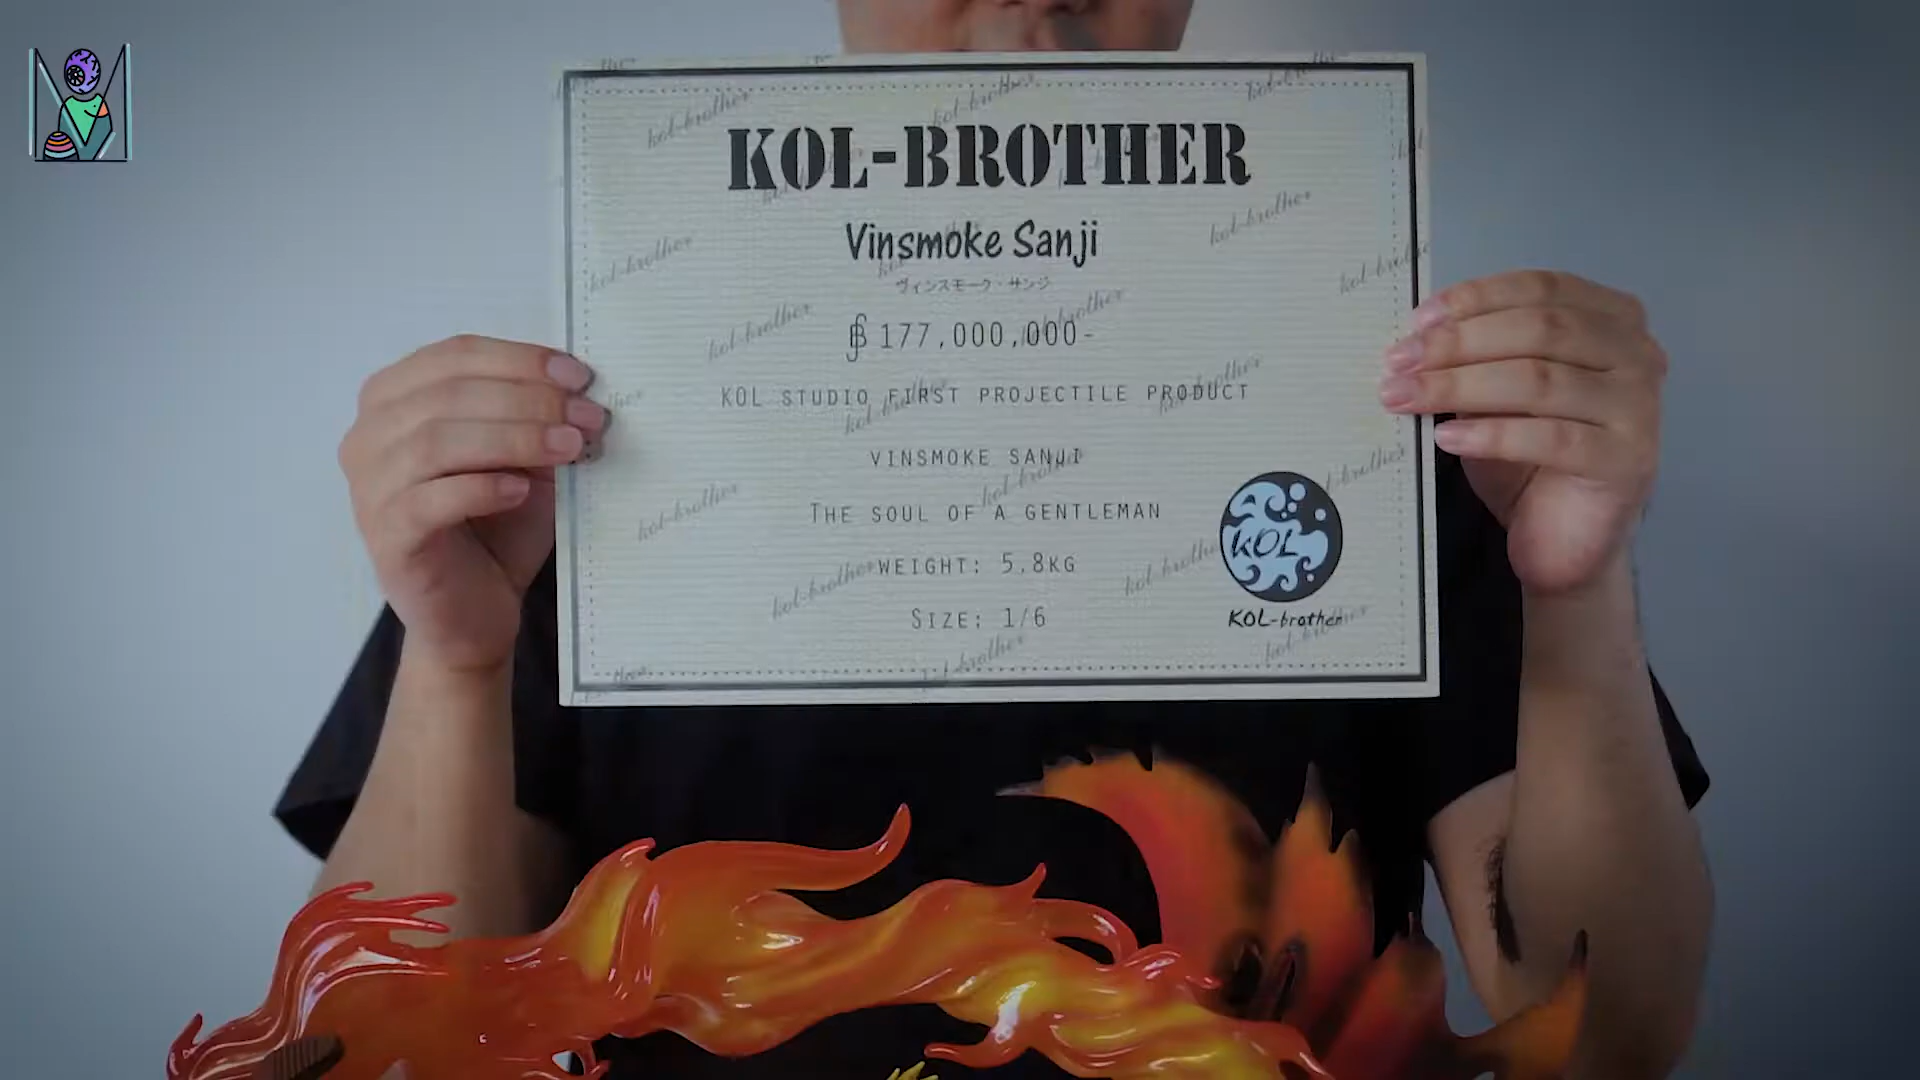 KOL-BROTHER
Vinsmoke Sanji
ヴィンスモーク・サンジ
฿ 177,000,000-
KOL STUDIO FIRST PROJECTILE PRODUCT
VINSMOKE SANJI
THE SOUL OF A GENTLEMAN
WEIGHT: 5.8KG
SIZE: 1/6
KOL
KOL-brother